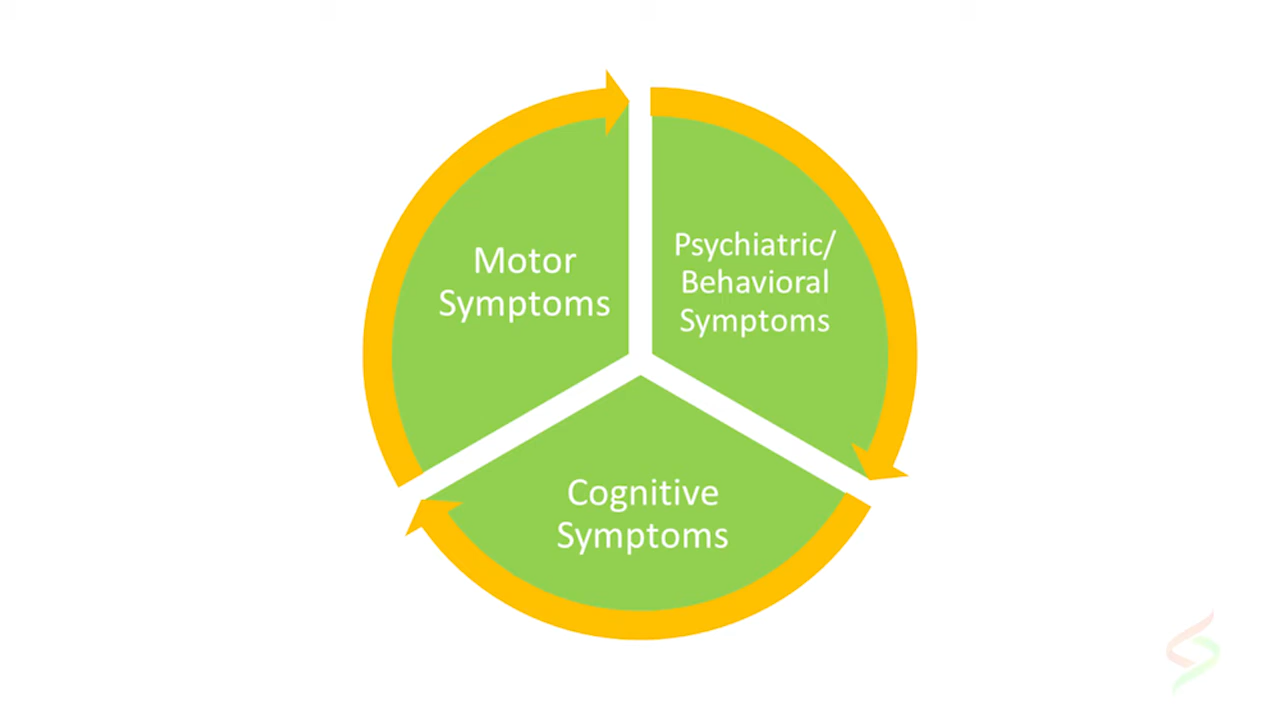 Motor
Symptoms
Psychiatric/
Behavioral
Symptoms
Cognitive
Symptoms